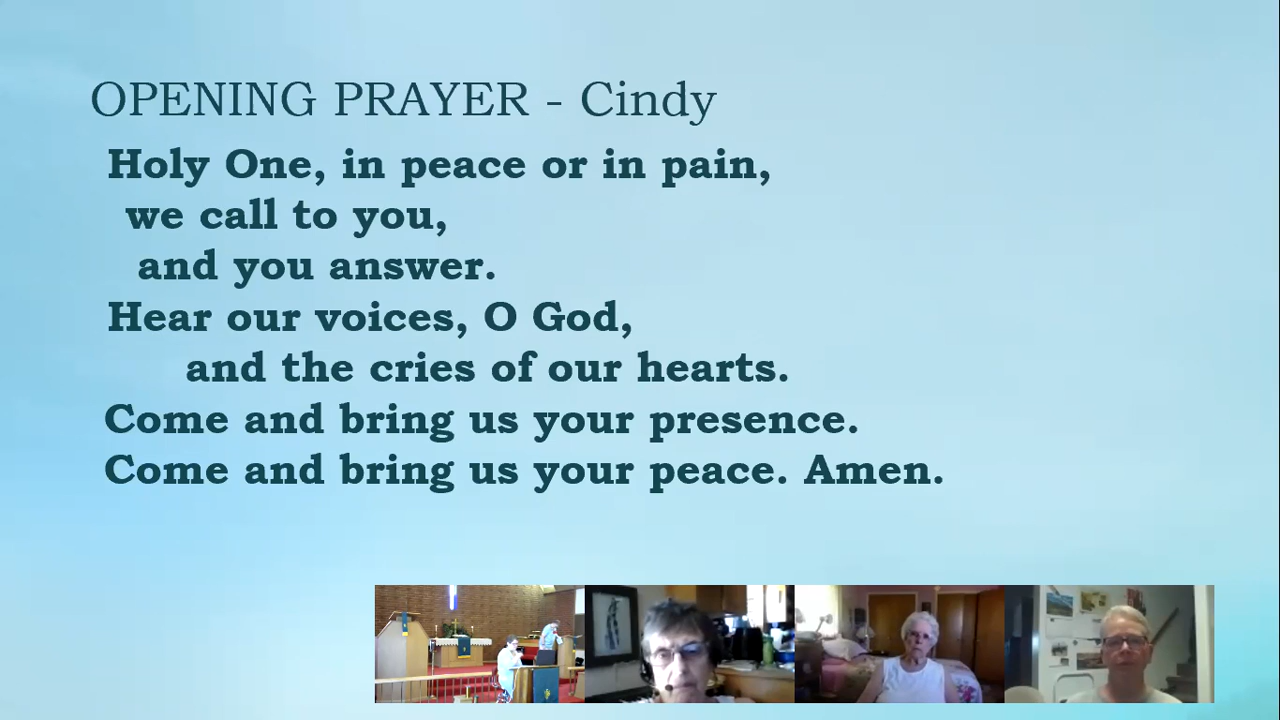 OPENING PRAYER - Cindy
Holy One, in peace or in pain,
we call to you,
and you answer.
Hear our voices, O God,
and the cries of our hearts.
Come and bring us your presence.
Come and bring us your peace. Amen.